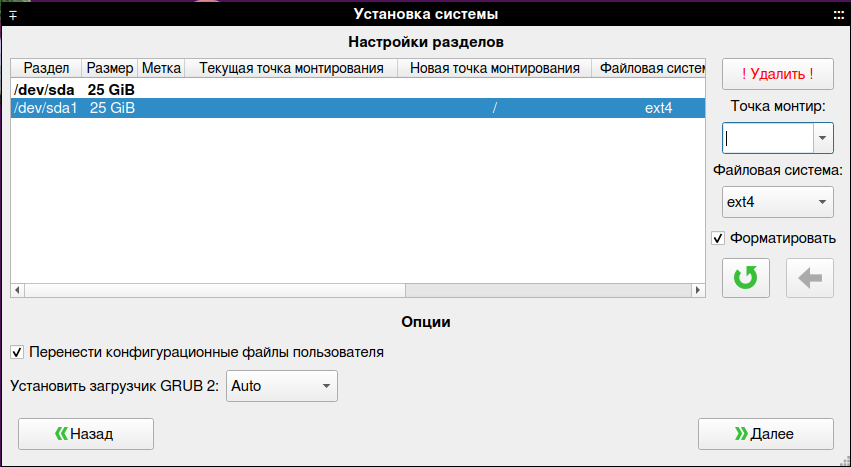 Установка системы
Настройки разделов
Раздел Размер Метка Текущая точка монтирования Новая точка монтирования Файловая систем
/dev/sda 25 GiB
/dev/sda1 25 GiB / ext4
! Удалить !
Точка монтир:
Файловая система:
ext4
Форматировать
Опции
Перенести конфигурационные файлы пользователя
Установить загрузчик GRUB 2: Auto
Назад
Далее